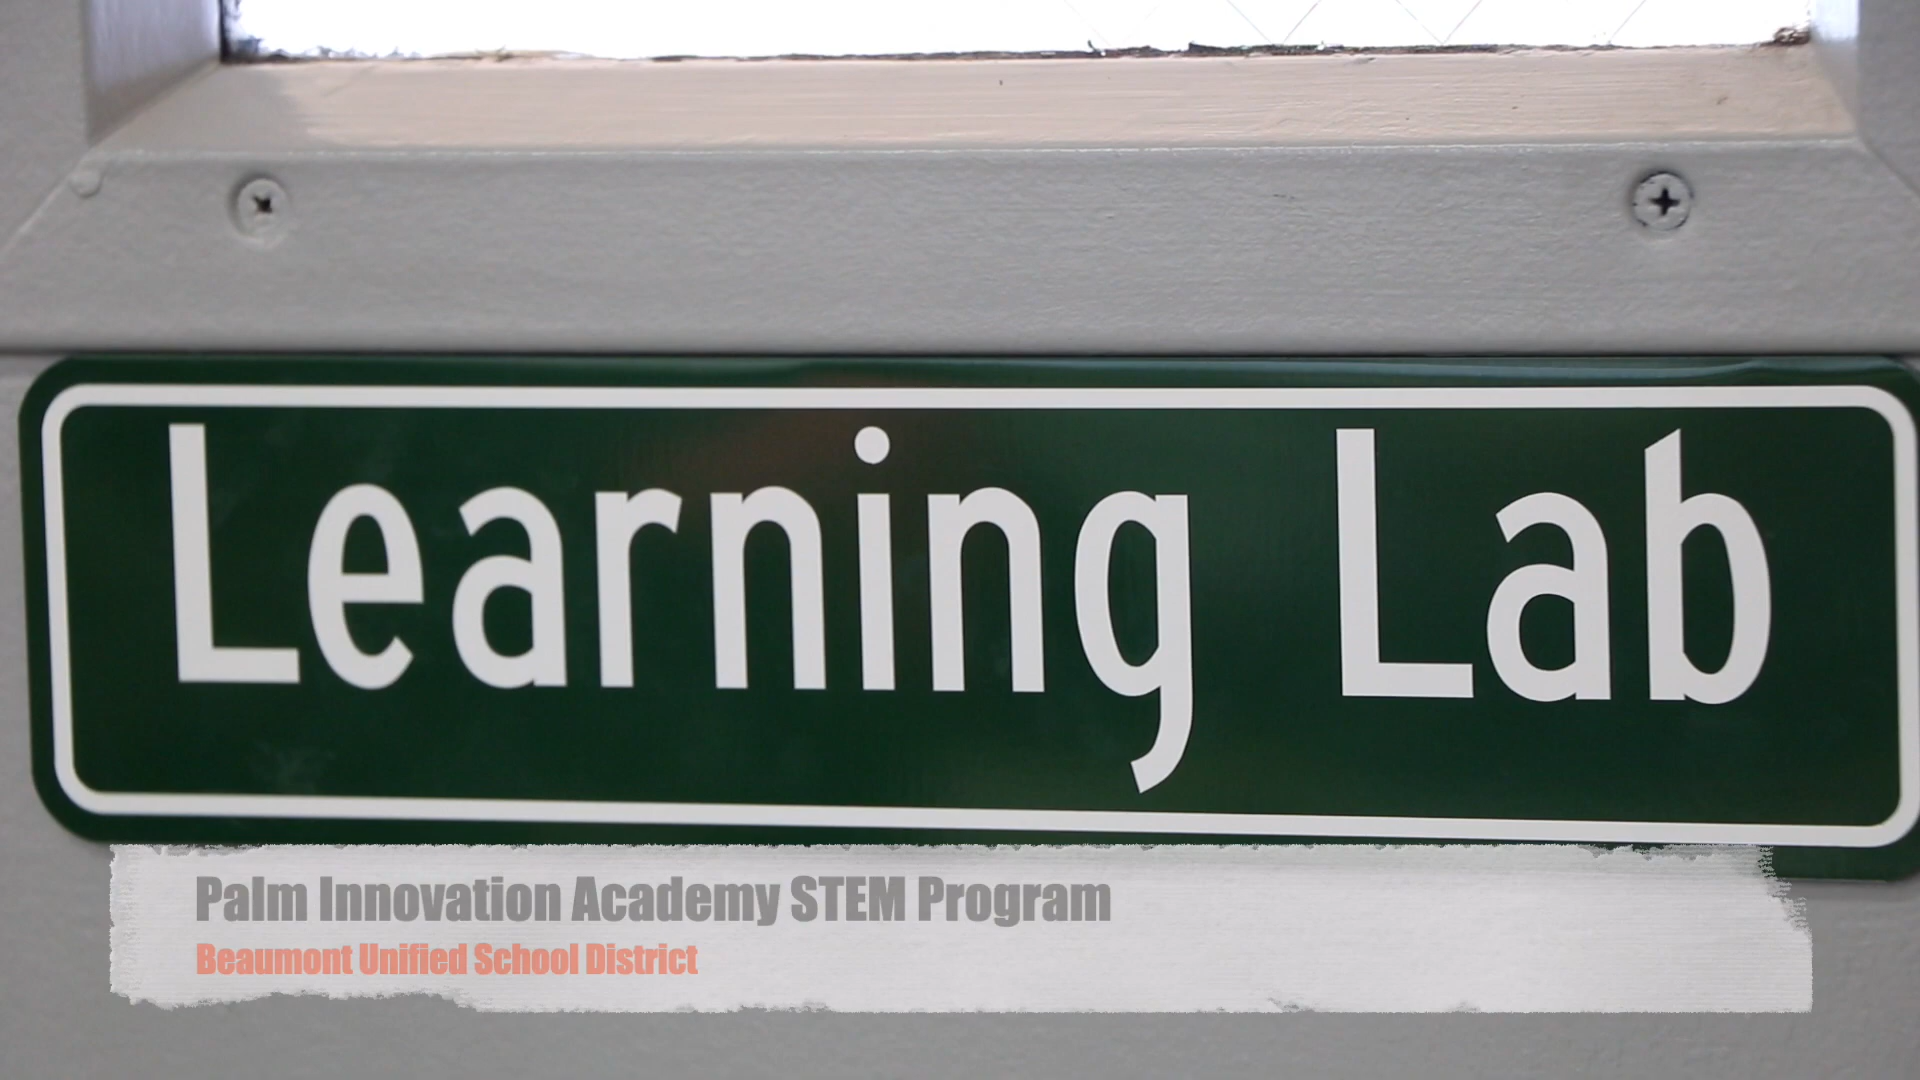 Learning Lab
Palm Innovation Academy STEM Program
Beaumont Unified School District